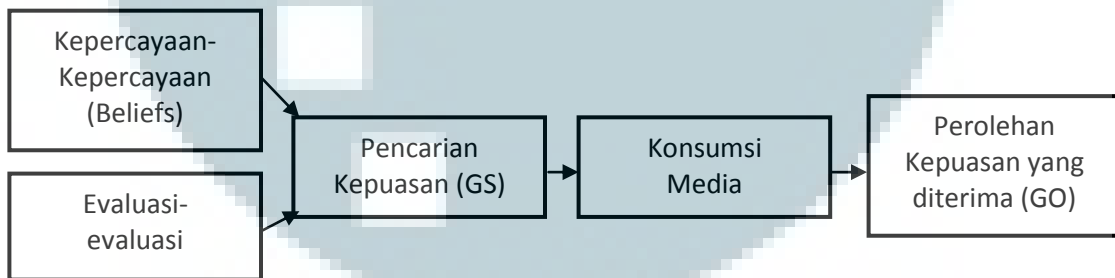 Kepercayaan-
Kepercayaan
(Beliefs)
Evaluasi-
evaluasi
Pencarian
Kepuasan (GS)
Konsumsi
Media
Perolehan
Kepuasan yang
diterima (GO)